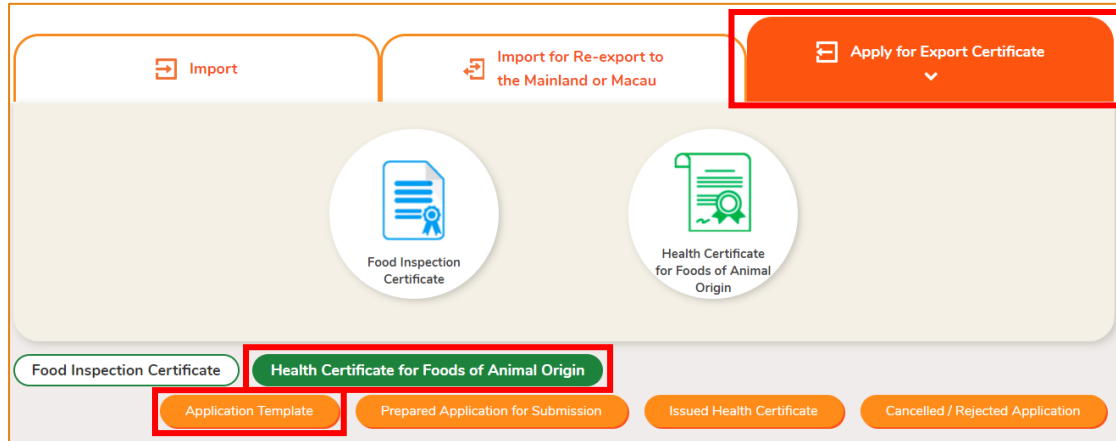 Import
Import for Re-export to
the Mainland or Macau
Apply for Export Certificate
Food Inspection
Certificate
Health Certificate
for Foods of Animal
Origin
Food Inspection Certificate
Health Certificate for Foods of Animal Origin
Application Template
Prepared Application for Submission
Issued Health Certificate
Cancelled / Rejected Application